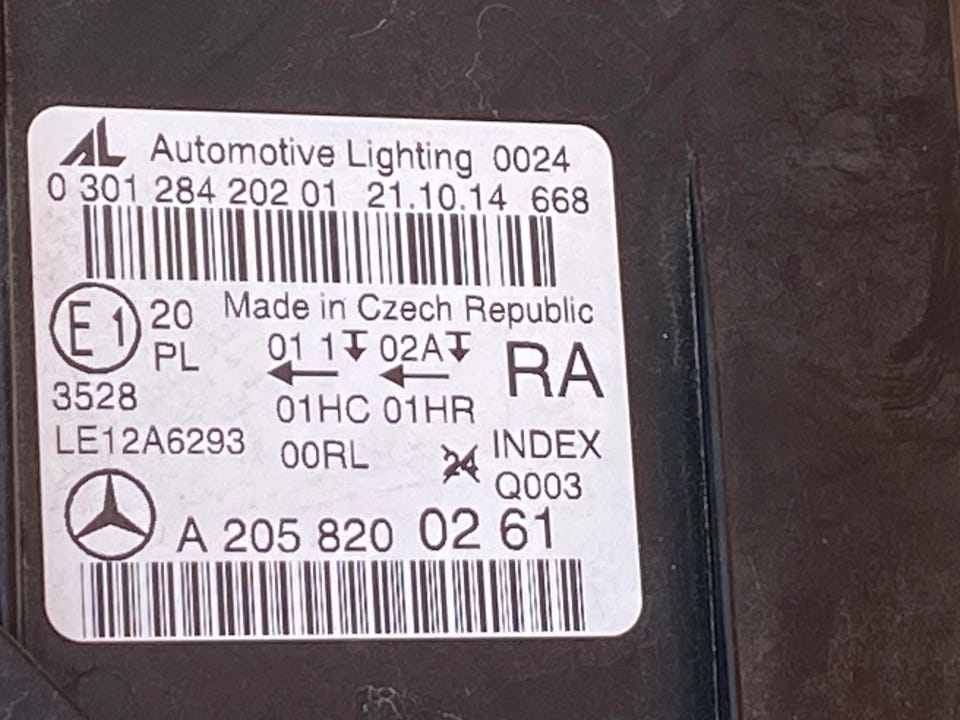 AL Automotive Lighting 0024
0 301 284 202 01 21.10.14 668
E1 20 Made in Czech Republic
PL 01 1 02A RA
3528 01HC 01HR
LE12A6293 00RL 24 INDEX
Q003
A 205 820 02 61